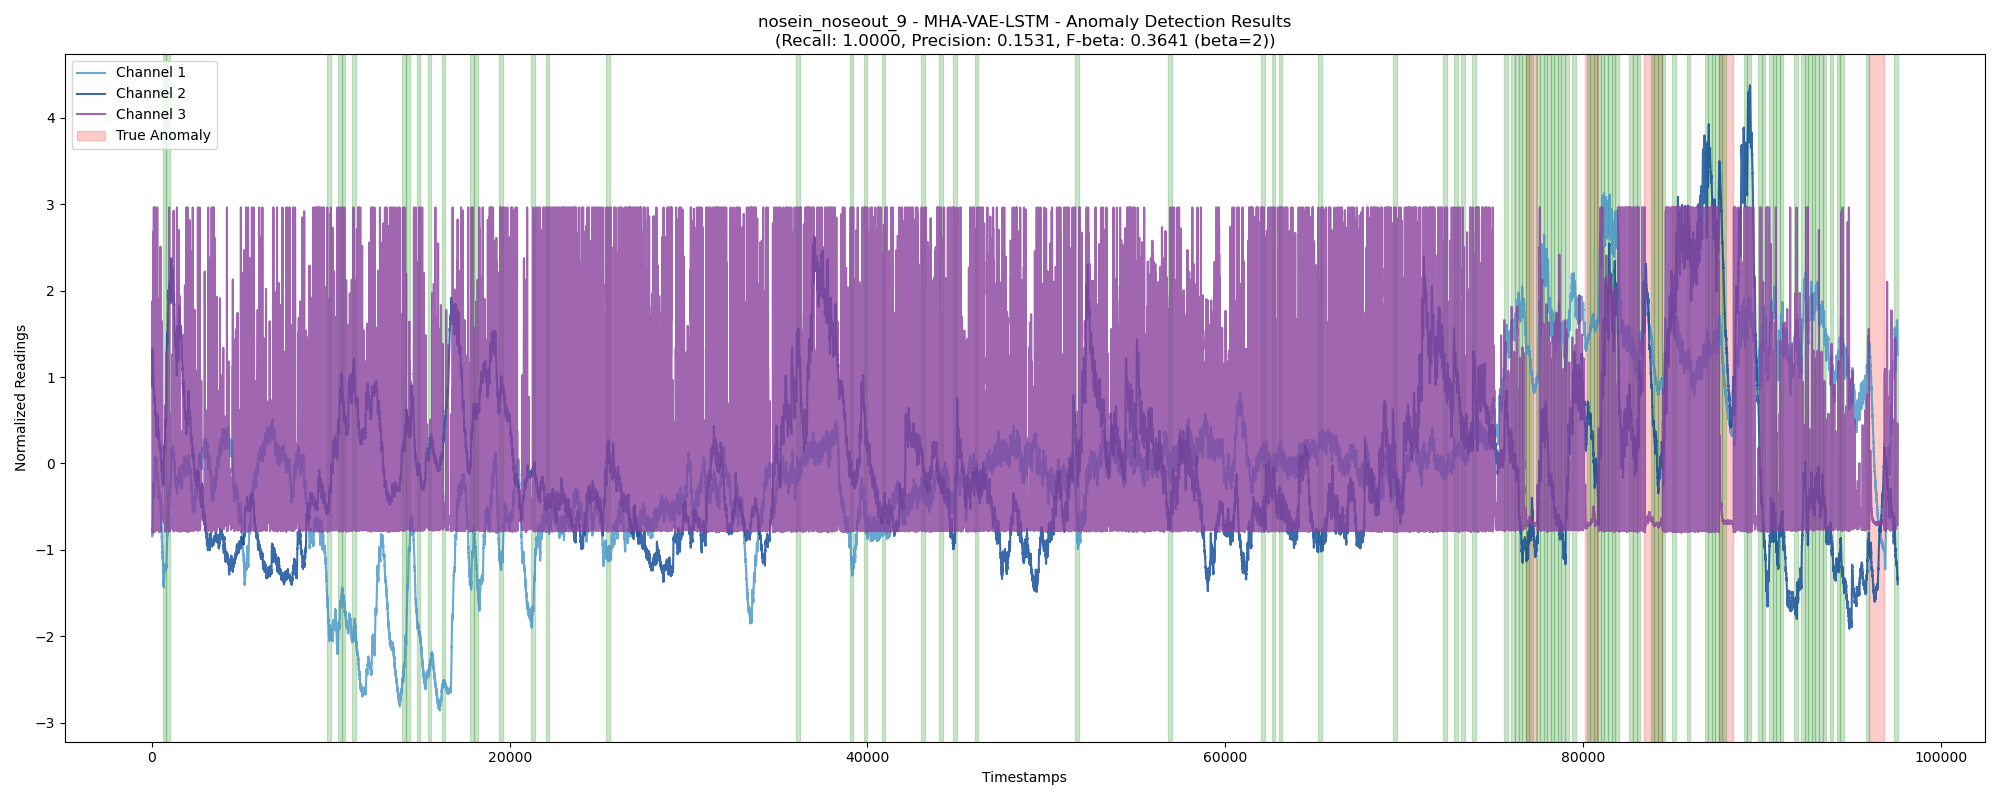 nosein_noseout_9 - MHA-VAE-LSTM - Anomaly Detection Results
(Recall: 1.0000, Precision: 0.1531, F-beta: 0.3641 (beta=2))
Channel 1
Channel 2
Channel 3
True Anomaly
Normalized Readings
4
3
2
1
0
−1
−2
−3
0 20000 40000 60000 80000 100000
Timestamps